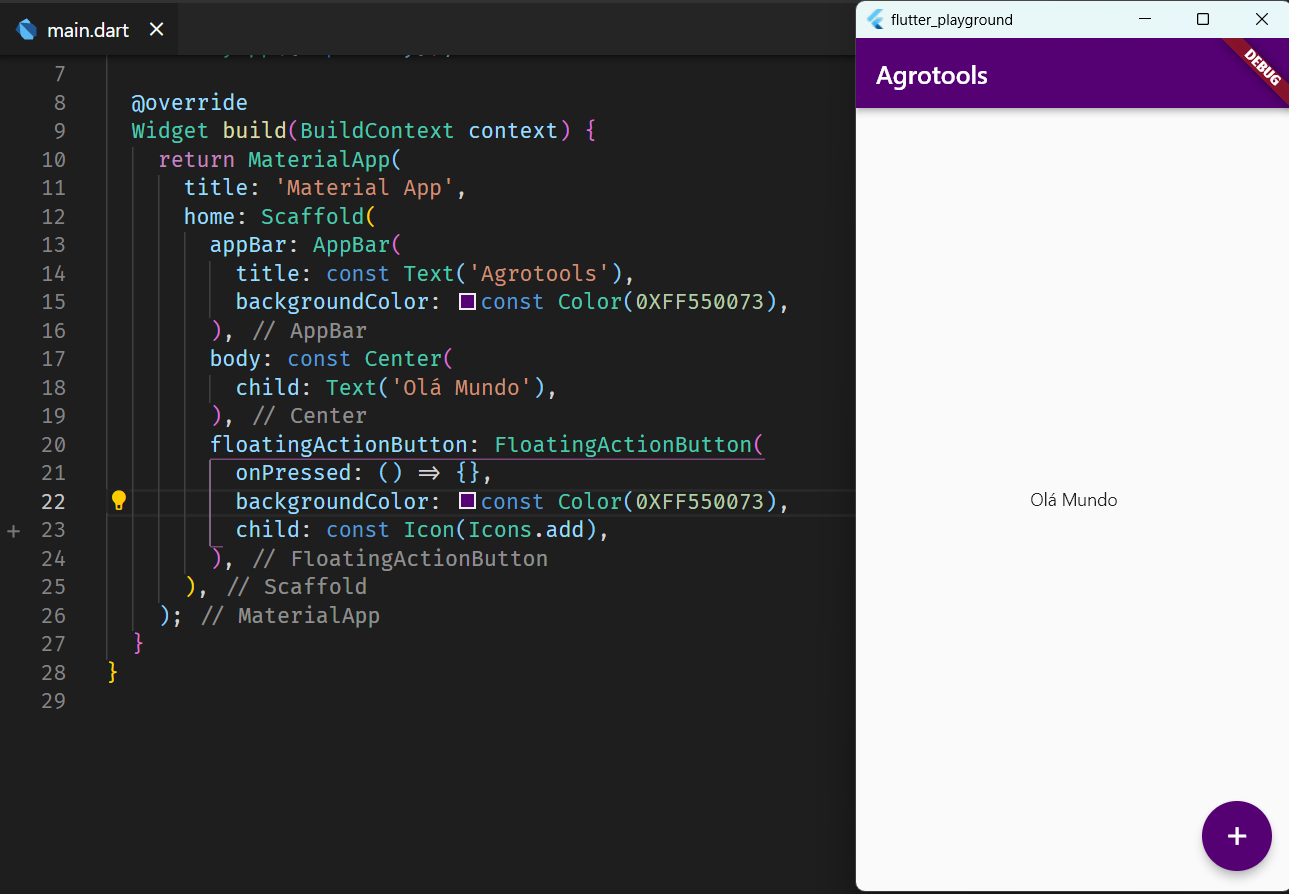 main.dart
7
8 @override
9 Widget build(BuildContext context) {
10 return MaterialApp(
11 title: 'Material App',
12 home: Scaffold(
13 appBar: AppBar(
14 title: const Text('Agrotools'),
15 backgroundColor: const Color(0XFF550073),
16 ), // AppBar
17 body: const Center(
18 child: Text('Olá Mundo'),
19 ), // Center
20 floatingActionButton: FloatingActionButton(
21 onPressed: () => {},
22 backgroundColor: const Color(0XFF550073),
23 child: const Icon(Icons.add),
24 ), // FloatingActionButton
25 ), // Scaffold
26 ); // MaterialApp
27 }
28 }
29
flutter_playground
Agrotools
DEBUG
Olá Mundo
+